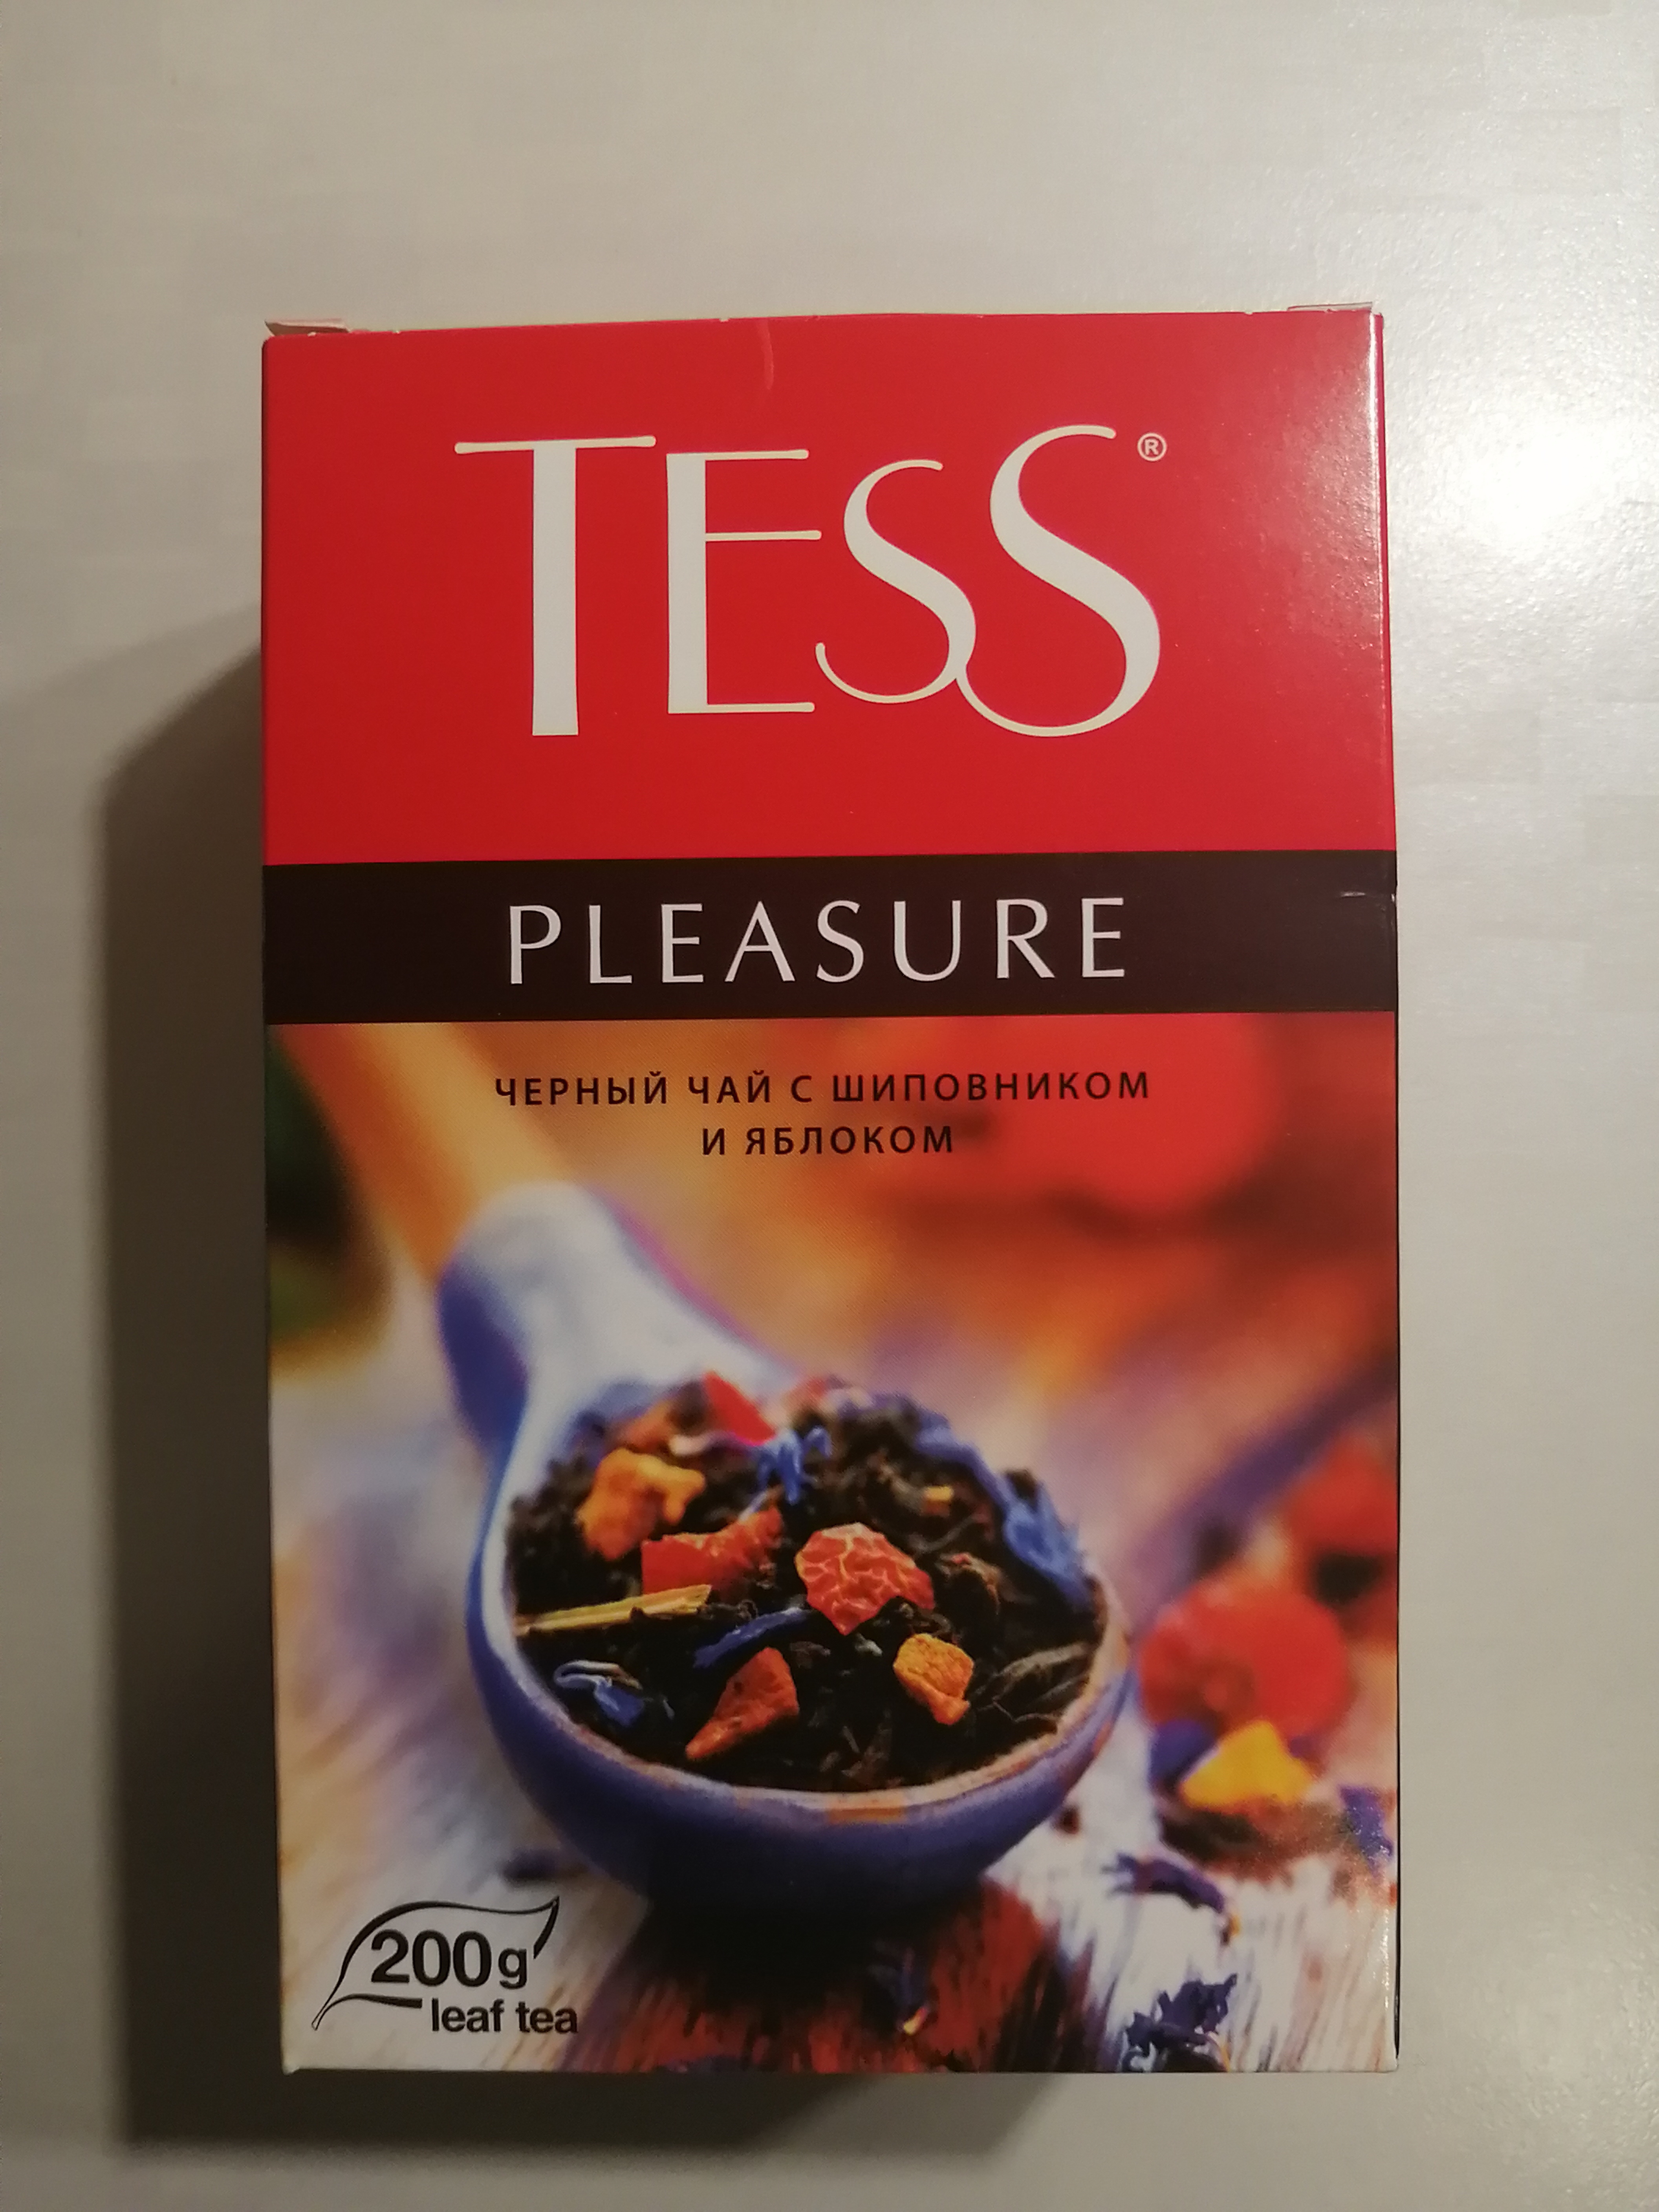 TESS®
PLEASURE
ЧЕРНЫЙ ЧАЙ С ШИПОВНИКОМ
И ЯБЛОКОМ
200g
leaf tea